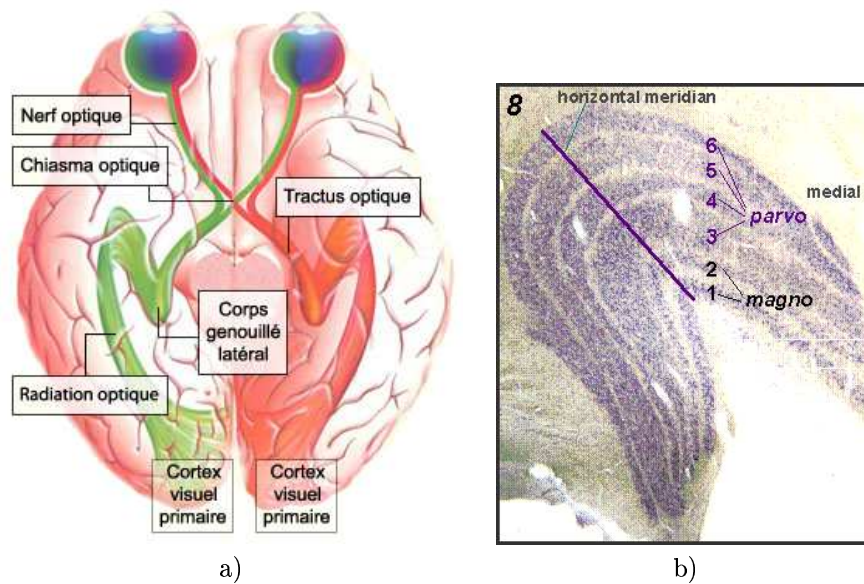 Nerf optique
Chiasma optique
Tractus optique
Corps
genouillé
latéral
Radiation optique
Cortex
visuel
primaire
Cortex
visuel
primaire
a)
8
horizontal meridian
6
5
4
3
parvo
medial
2
1
magno
b)